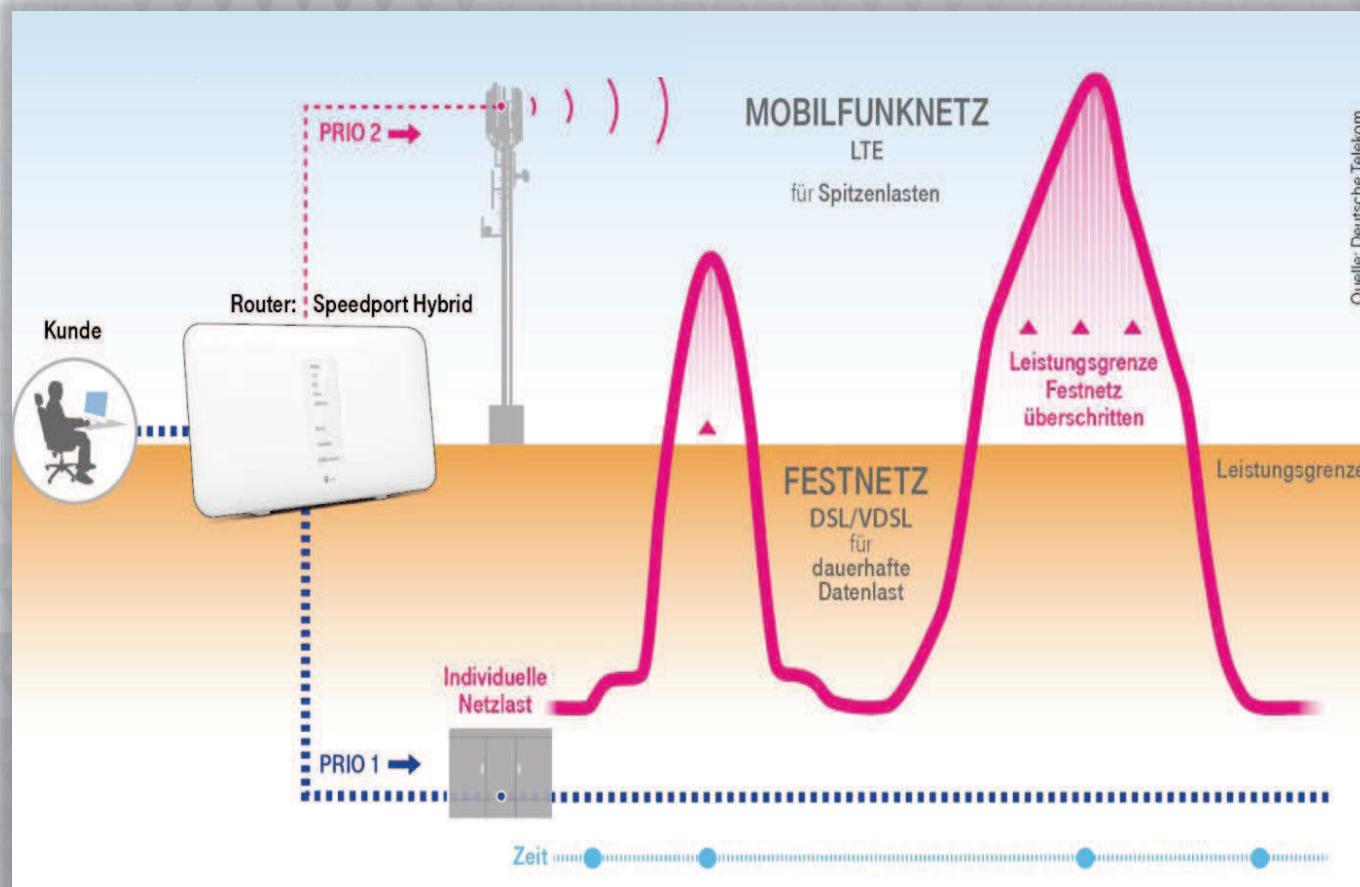 PRIO 2
MOBILFUNKNETZ
LTE
für Spitzenlasten
Quelle: Deutsche Telekom
Router: Speedport Hybrid
Kunde
Leistungsgrenze
Festnetz
überschritten
FESTNETZ
DSL/VDSL
für
dauerhafte
Datenlast
Leistungsgrenze
Individuelle
Netzlast
PRIO 1
Zeit